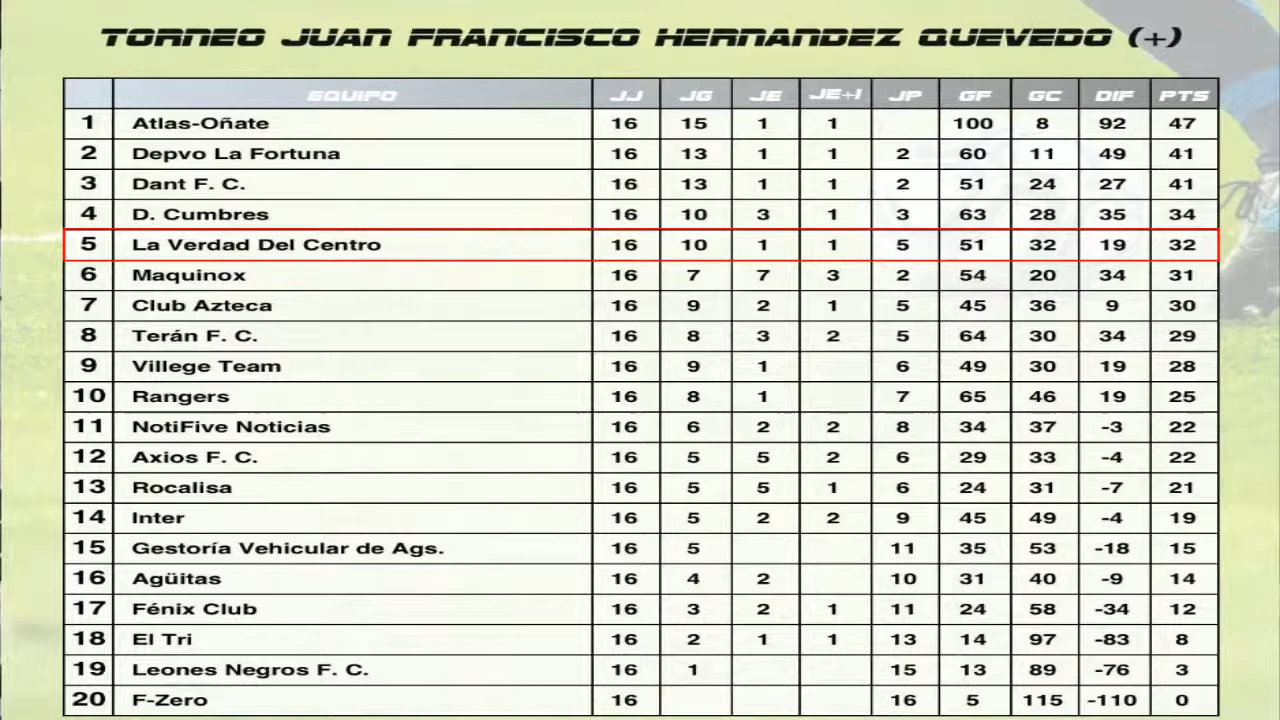 TORNEO JUAN FRANCISCO HERNANDEZ QUEVEDO (+)
EQUIPO JJ JG JE JE+1 JP GF GC DIF PTS
1 Atlas-Oñate 16 15 1 1 100 8 92 47
2 Depvo La Fortuna 16 13 1 1 2 60 11 49 41
3 Dant F. C. 16 13 1 1 2 51 24 27 41
4 D. Cumbres 16 10 3 1 3 63 28 35 34
5 La Verdad Del Centro 16 10 1 1 5 51 32 19 32
6 Maquinox 16 7 7 3 2 54 20 34 31
7 Club Azteca 16 9 2 1 5 45 36 9 30
8 Terán F. C. 16 8 3 2 5 64 30 34 29
9 Villege Team 16 9 1 6 49 30 19 28
10 Rangers 16 8 1 7 65 46 19 25
11 NotiFive Noticias 16 6 2 2 8 34 37 -3 22
12 Axios F. C. 16 5 5 2 6 29 33 -4 22
13 Rocalisa 16 5 5 1 6 24 31 -7 21
14 Inter 16 5 2 2 9 45 49 -4 19
15 Gestoría Vehicular de Ags. 16 5 11 35 53 -18 15
16 Agüitas 16 4 2 10 31 40 -9 14
17 Fénix Club 16 3 2 1 11 24 58 -34 12
18 El Tri 16 2 1 1 13 14 97 -83 8
19 Leones Negros F. C. 16 1 15 13 89 -76 3
20 F-Zero 16 16 5 115 -110 0